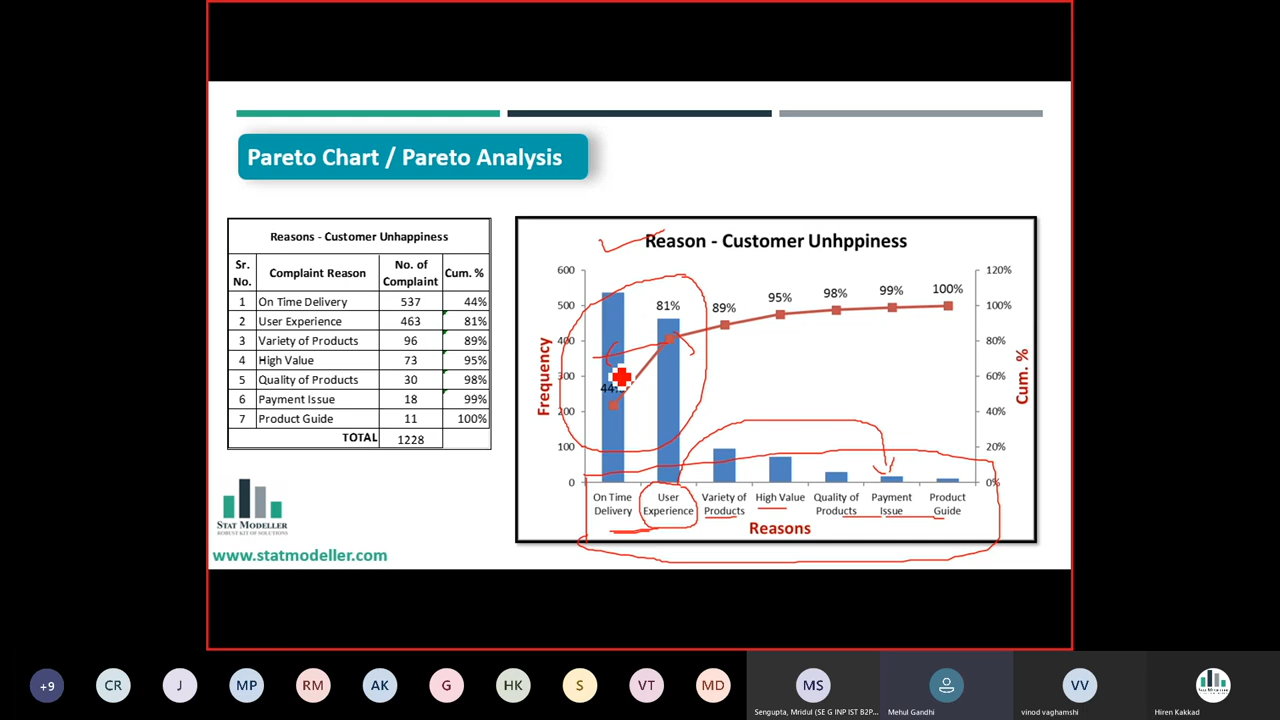 Pareto Chart / Pareto Analysis
Reasons - Customer Unhappiness
Sr. No. Complaint Reason No. of Complaint Cum. %
1 On Time Delivery 537 44%
2 User Experience 463 81%
3 Variety of Products 96 89%
4 High Value 73 95%
5 Quality of Products 30 98%
6 Payment Issue 18 99%
7 Product Guide 11 100%
TOTAL 1228
STAT MODELLER
ROBUST KIT OF SOLUTIONS
www.statmodeller.com
Reason - Customer Unhppiness
600
500
400
300
200
100
0
Frequency
44%
81%
89%
95%
98%
99%
100%
120%
100%
80%
60%
40%
20%
0%
Cum. %
On Time Delivery
User Experience
Variety of Products
High Value
Quality of Products
Payment Issue
Product Guide
Reasons
+9 CR J MP RM AK G HK S VT MD MS VV
Sengupta, Mridul (SE G INP IST B2P...
Mehul Gandhi
vinod vaghamshi
Hiren Kakkad